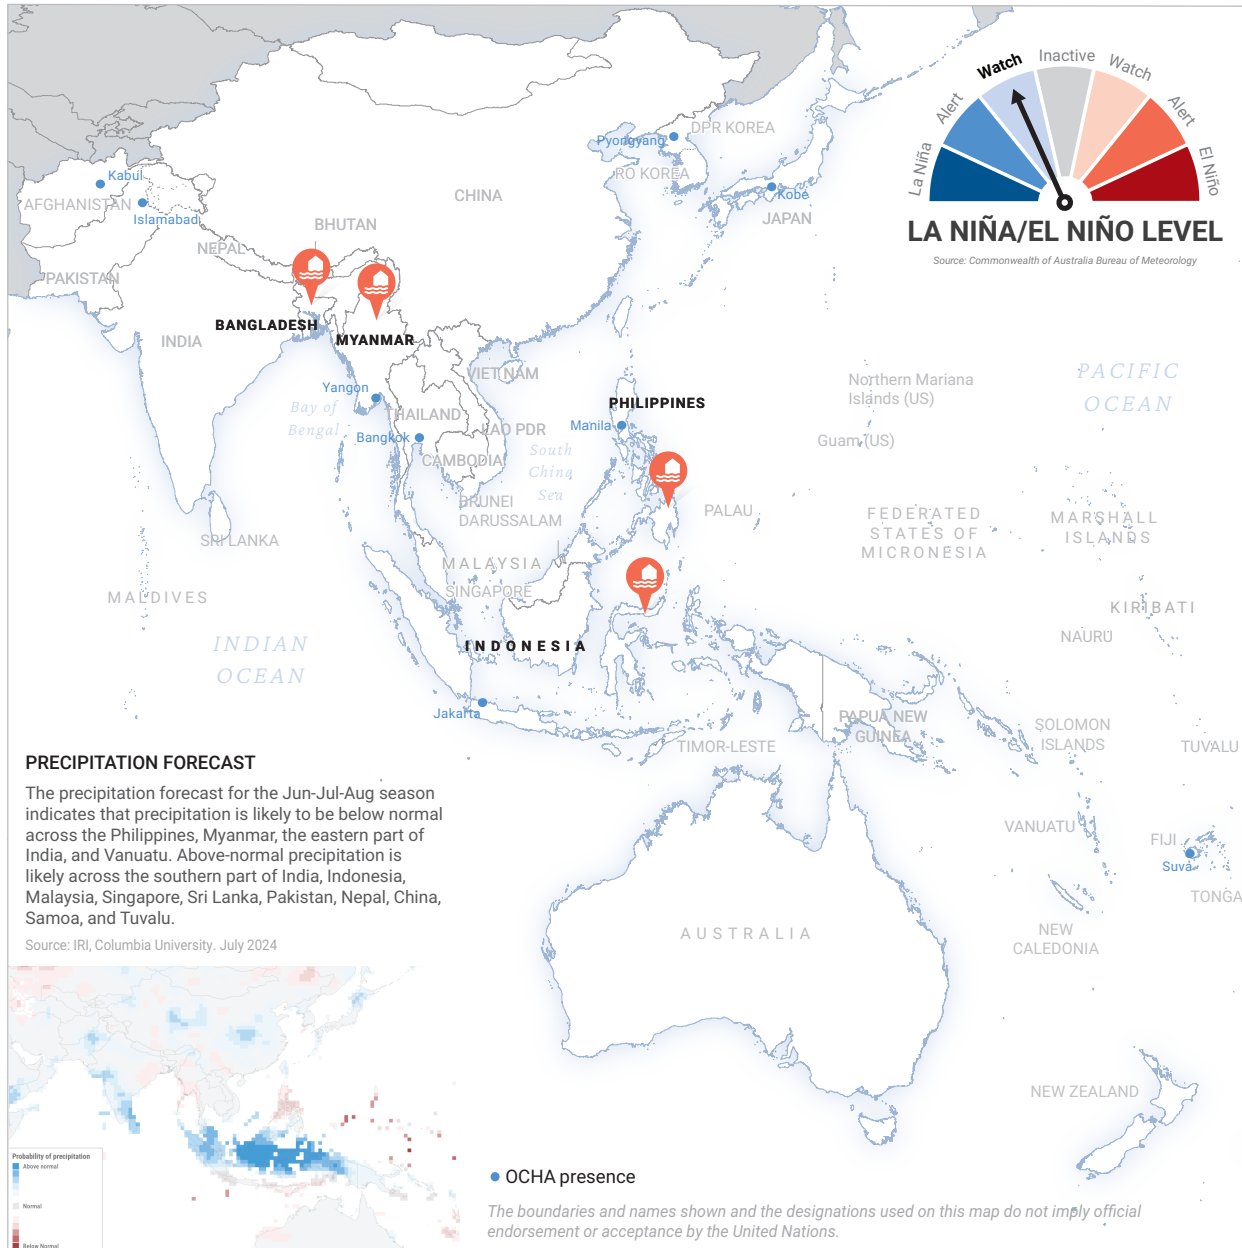 La Niña
Alert
Watch
Inactive
Watch
Alert
El Niño
LA NIÑA/EL NIÑO LEVEL
Source: Commonwealth of Australia Bureau of Meteorology
Pyongyang
DPR KOREA
RO KOREA
Kabul
AFGHANISTAN
Islamabad
CHINA
Kobe
JAPAN
BHUTAN
NEPAL
PAKISTAN
BANGLADESH
MYANMAR
INDIA
VIET NAM
Northern Mariana
Islands (US)
PACIFIC
OCEAN
Yangon
Bay of
Bengal
THAILAND
PHILIPPINES
Manila
LAO PDR
Bangkok
Guam (US)
CAMBODIA
South
China
Sea
BRUNEI
DARUSSALAM
PALAU
FEDERATED
STATES OF
MICRONESIA
MARSHALL
ISLANDS
SRI LANKA
MALAYSIA
SINGAPORE
MALDIVES
KIRIBATI
NAURU
INDIAN
OCEAN
INDONESIA
Jakarta
PAPUA NEW
GUINEA
TIMOR-LESTE
SOLOMON
ISLANDS
TUVALU
PRECIPITATION FORECAST
The precipitation forecast for the Jun-Jul-Aug season
indicates that precipitation is likely to be below normal
across the Philippines, Myanmar, the eastern part of
India, and Vanuatu. Above-normal precipitation is
likely across the southern part of India, Indonesia,
Malaysia, Singapore, Sri Lanka, Pakistan, Nepal, China,
Samoa, and Tuvalu.
Source: IRI, Columbia University. July 2024
VANUATU
FIJI
Suva
TONGA
AUSTRALIA
NEW
CALEDONIA
NEW ZEALAND
Probability of precipitation
Above normal
Normal
Below Normal
OCHA presence
The boundaries and names shown and the designations used on this map do not imply official
endorsement or acceptance by the United Nations.